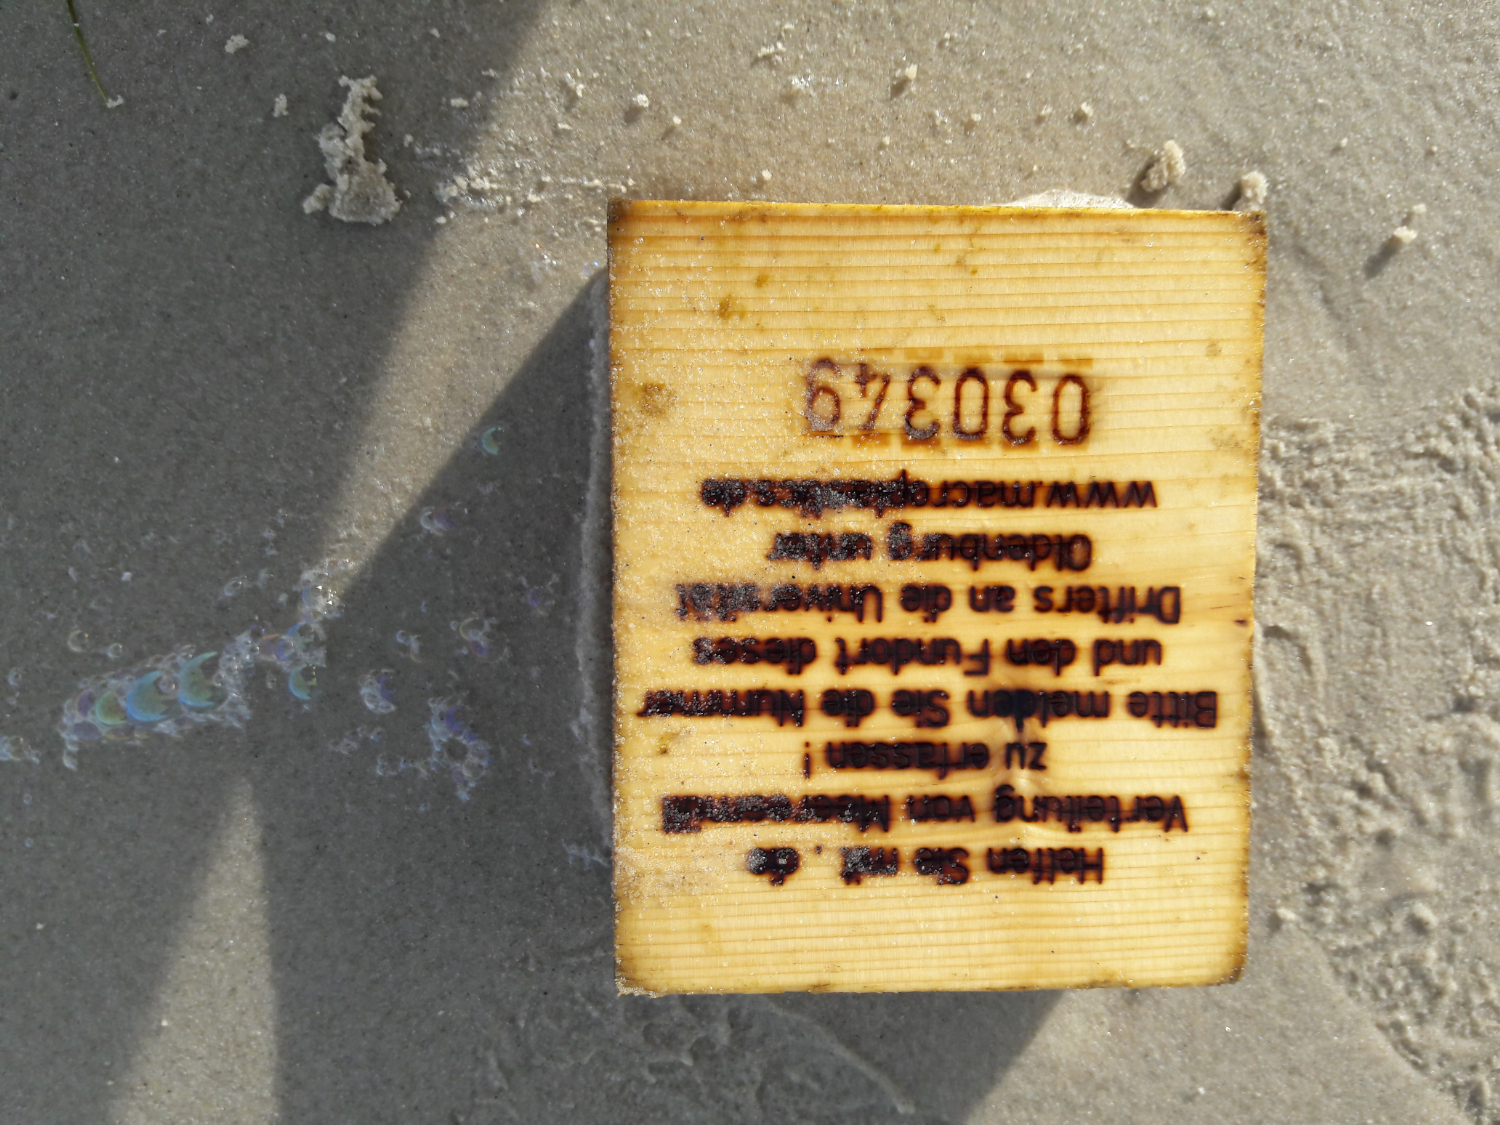 Helfen Sie mit, die
Verteilung von Meeresmüll
zu erfassen!
Bitte melden Sie die Nummer
und den Fundort dieses
Drifters an die Universität
Oldenburg unter
www.macroplastics.de
030349